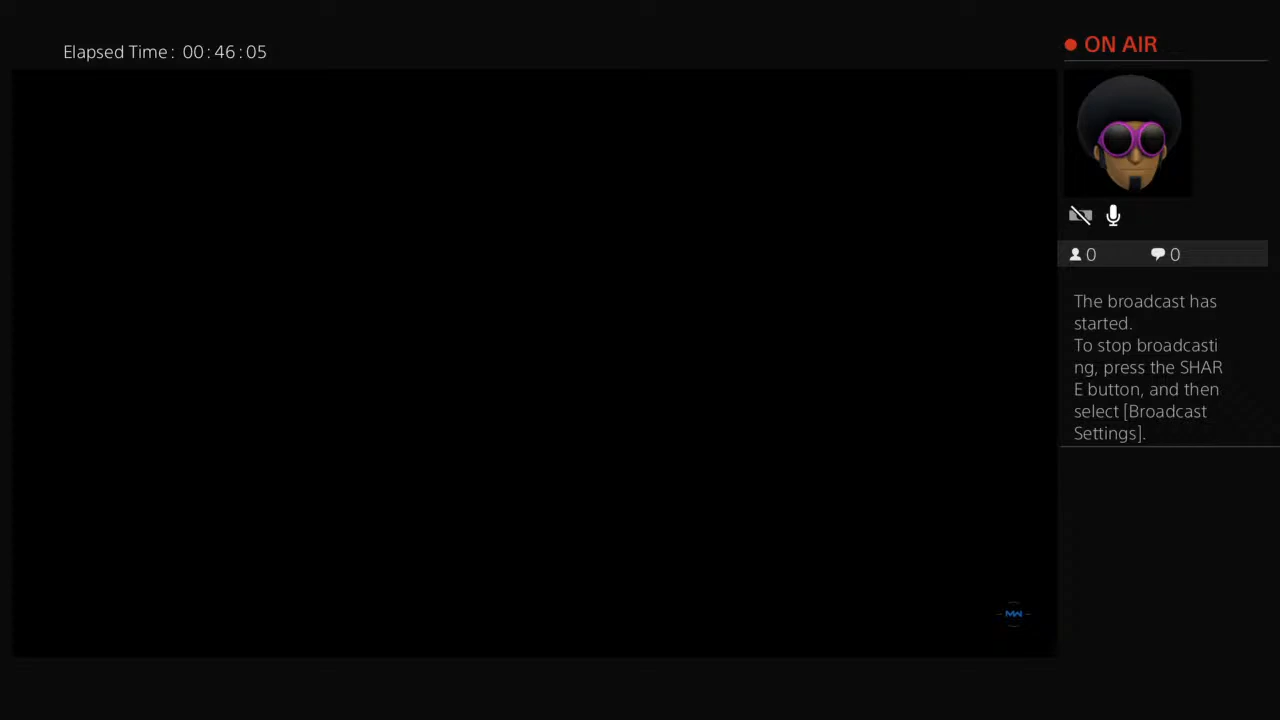 Elapsed Time: 00:46:05
ON AIR
0 0
The broadcast has
started.
To stop broadcasti
ng, press the SHAR
E button, and then
select [Broadcast
Settings].
MW